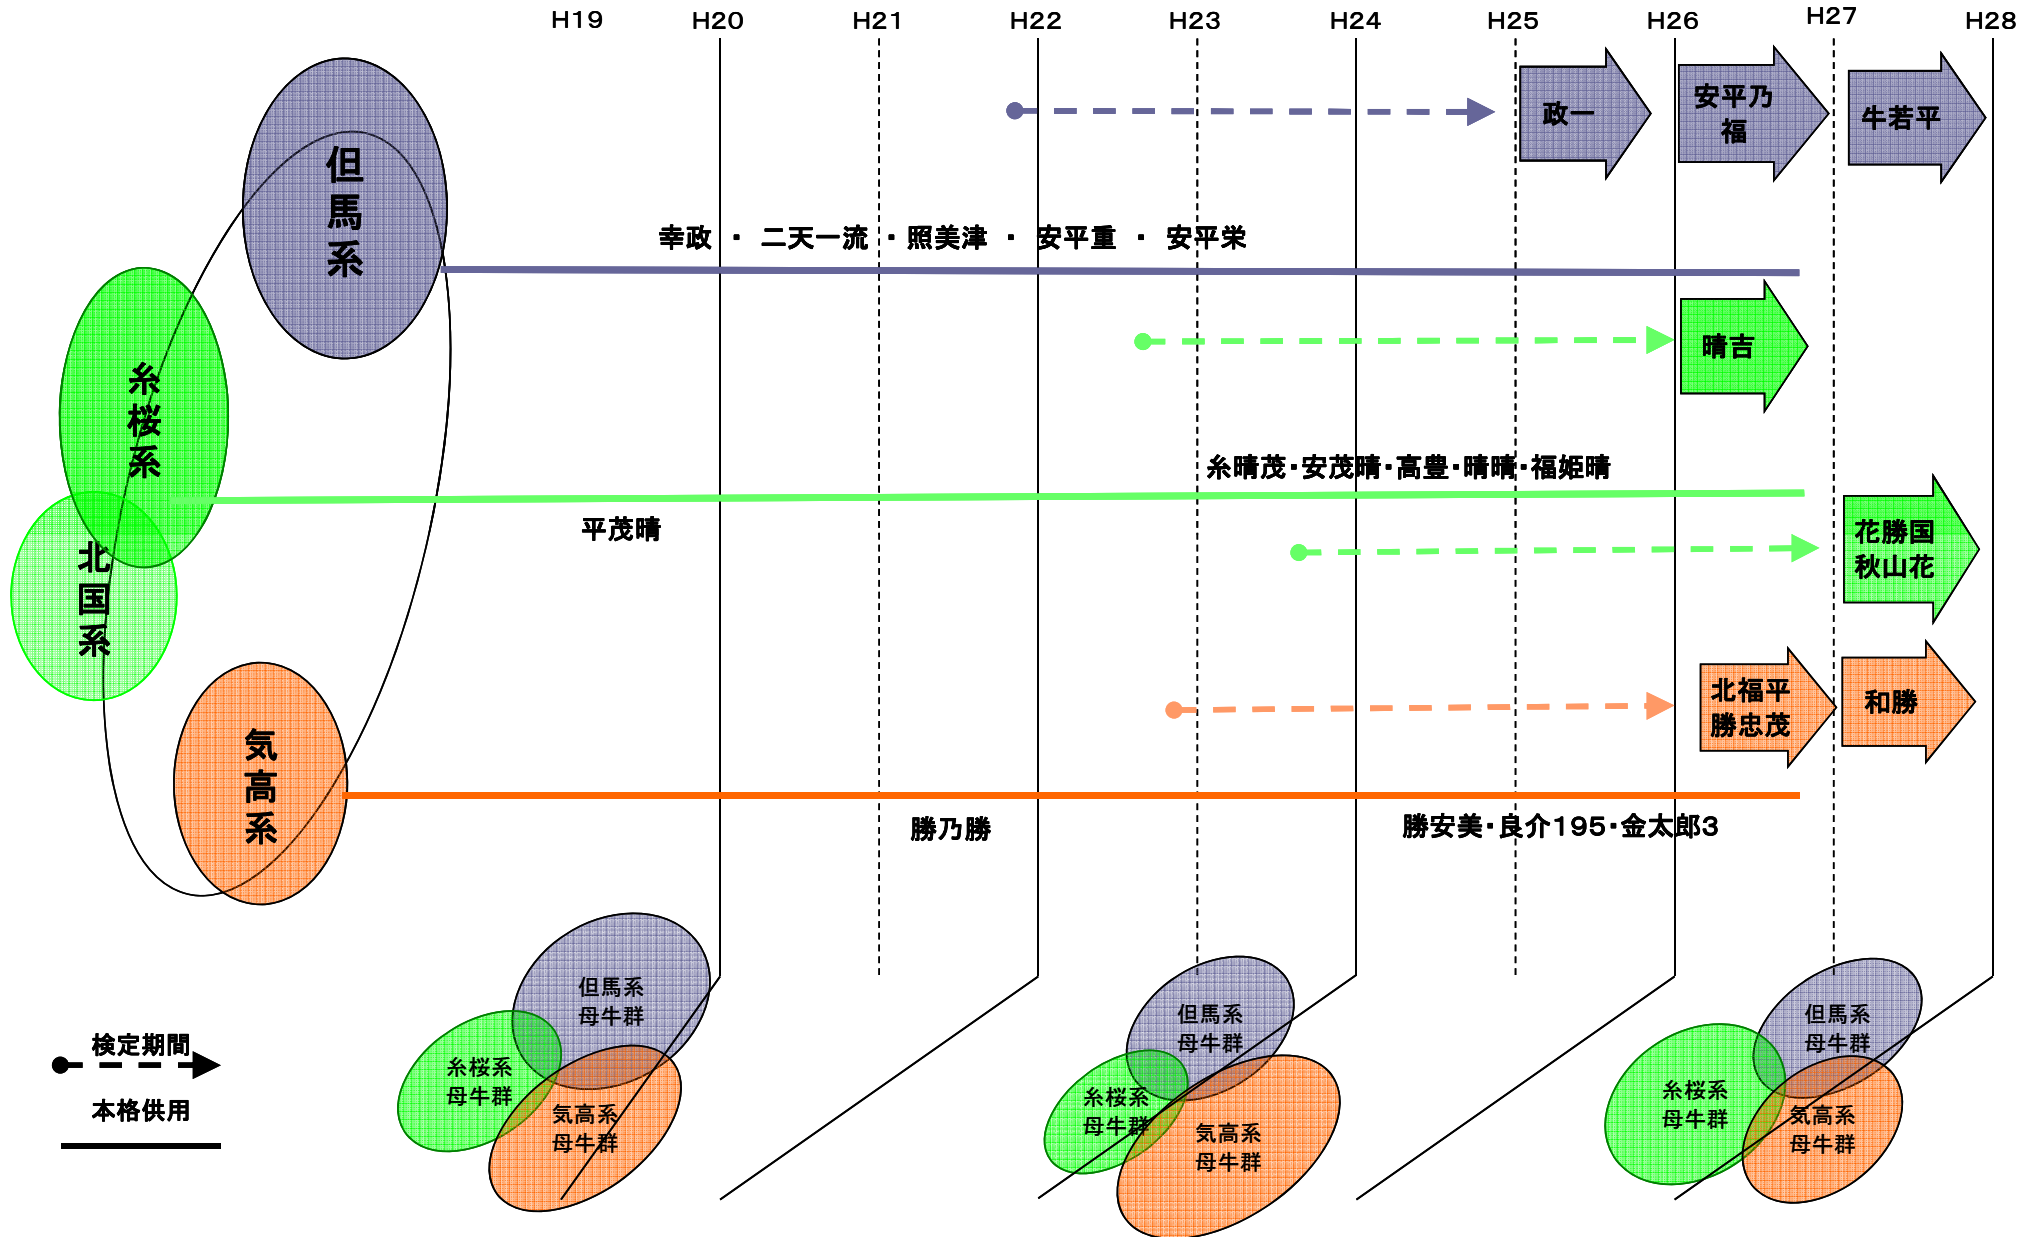 H19
H20
H21
H22
H23
H24
H25
H26
H27
H28
但馬系
糸桜系
北国系
気高系
政一
安平乃
福
牛若平
幸政 ・ 二天一流 ・照美津 ・ 安平重 ・ 安平栄
晴吉
糸晴茂・安茂晴・高豊・晴晴・福姫晴
平茂晴
花勝国
秋山花
北福平
勝忠茂
和勝
勝乃勝
勝安美・良介195・金太郎3
但馬系
母牛群
糸桜系
母牛群
気高系
母牛群
但馬系
母牛群
糸桜系
母牛群
気高系
母牛群
但馬系
母牛群
糸桜系
母牛群
気高系
母牛群
検定期間
本格供用